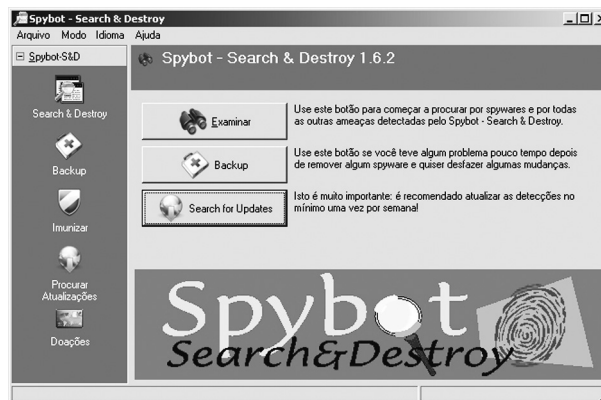 Spybot - Search & Destroy
Arquivo Modo Idioma Ajuda
Spybot-S&D
Search & Destroy
Backup
Imunizar
Procurar
Atualizações
Doações
Spybot - Search & Destroy 1.6.2
Examinar
Use este botão para começar a procurar por spywares e por todas
as outras ameaças detectadas pelo Spybot - Search & Destroy.
Backup
Use este botão se você teve algum problema pouco tempo depois
de remover algum spyware e quiser desfazer algumas mudanças.
Search for Updates
Isto é muito importante: é recomendado atualizar as detecções no
mínimo uma vez por semana!
Spybot
Search&Destroy